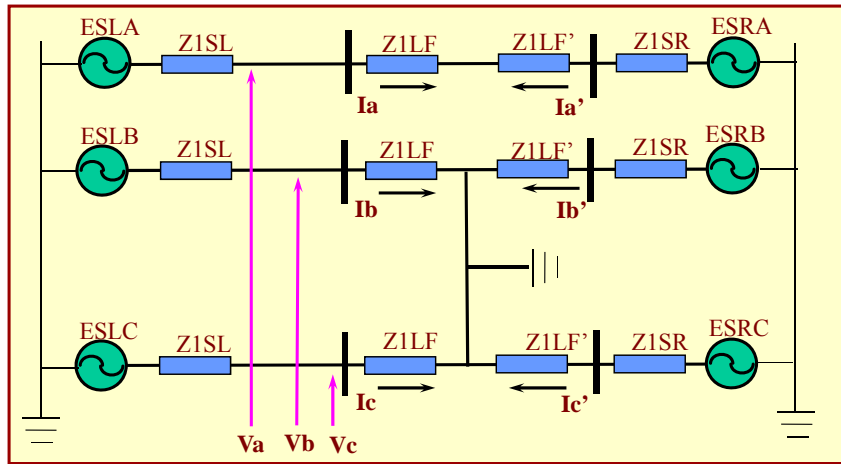 ESLA Z1SL Z1LF Z1LF’ Z1SR ESRA
Ia Ia’
ESLB Z1SL Z1LF Z1LF’ Z1SR ESRB
Ib Ib’
ESLC Z1SL Z1LF Z1LF’ Z1SR ESRC
Ic Ic’
Va Vb Vc